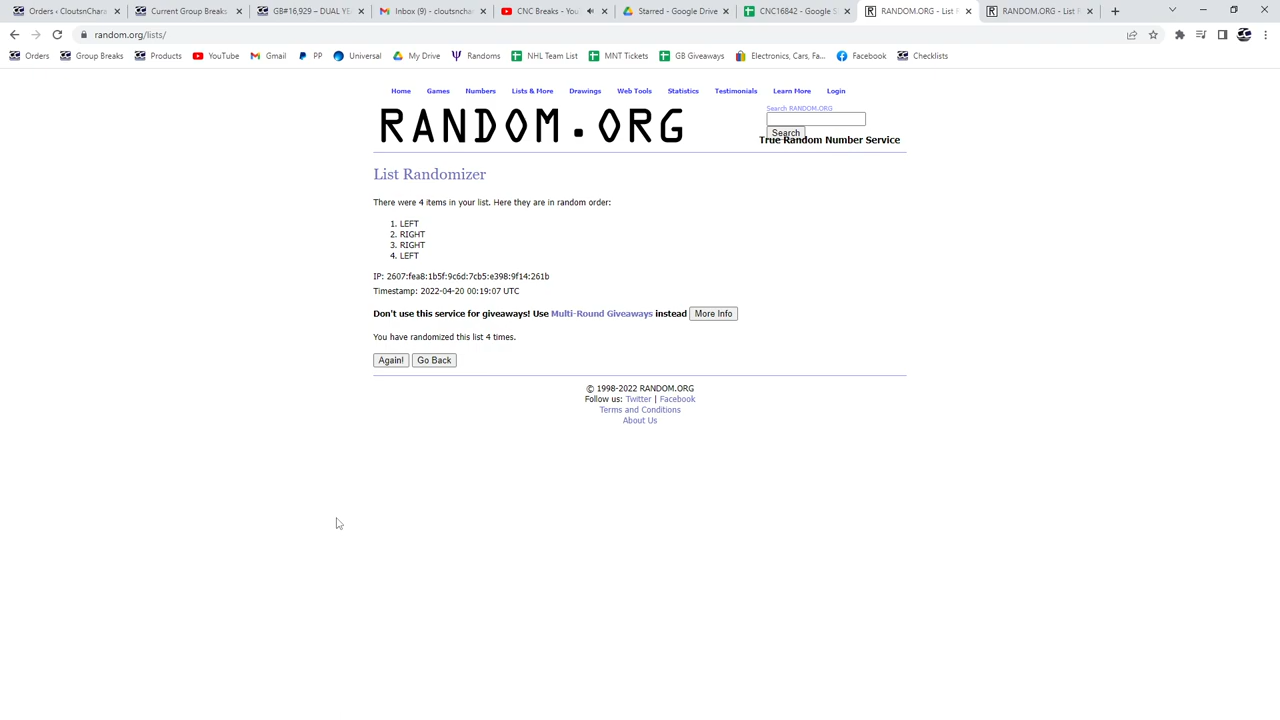 Orders ‹ CloutsnChara
Current Group Breaks
GB#16,929 – DUAL YE
Inbox (9) - cloutsnchar
CNC Breaks - You
Starred - Google Drive
CNC16842 - Google S
RANDOM.ORG - List R
RANDOM.ORG - List R
random.org/lists/
Orders
Group Breaks
Products
YouTube
Gmail
PP
Universal
My Drive
Randoms
NHL Team List
MNT Tickets
GB Giveaways
Electronics, Cars, Fa...
Facebook
Checklists
Home Games Numbers Lists & More Drawings Web Tools Statistics Testimonials Learn More Login
Search RANDOM.ORG
RANDOM.ORG
Search
True Random Number Service
List Randomizer
There were 4 items in your list. Here they are in random order:
1. LEFT
2. RIGHT
3. RIGHT
4. LEFT
IP: 2607:fea8:1b5f:9c6d:7cb5:e398:9f14:261b
Timestamp: 2022-04-20 00:19:07 UTC
Don't use this service for giveaways! Use Multi-Round Giveaways instead More Info
You have randomized this list 4 times.
Again! Go Back
© 1998-2022 RANDOM.ORG
Follow us: Twitter | Facebook
Terms and Conditions
About Us